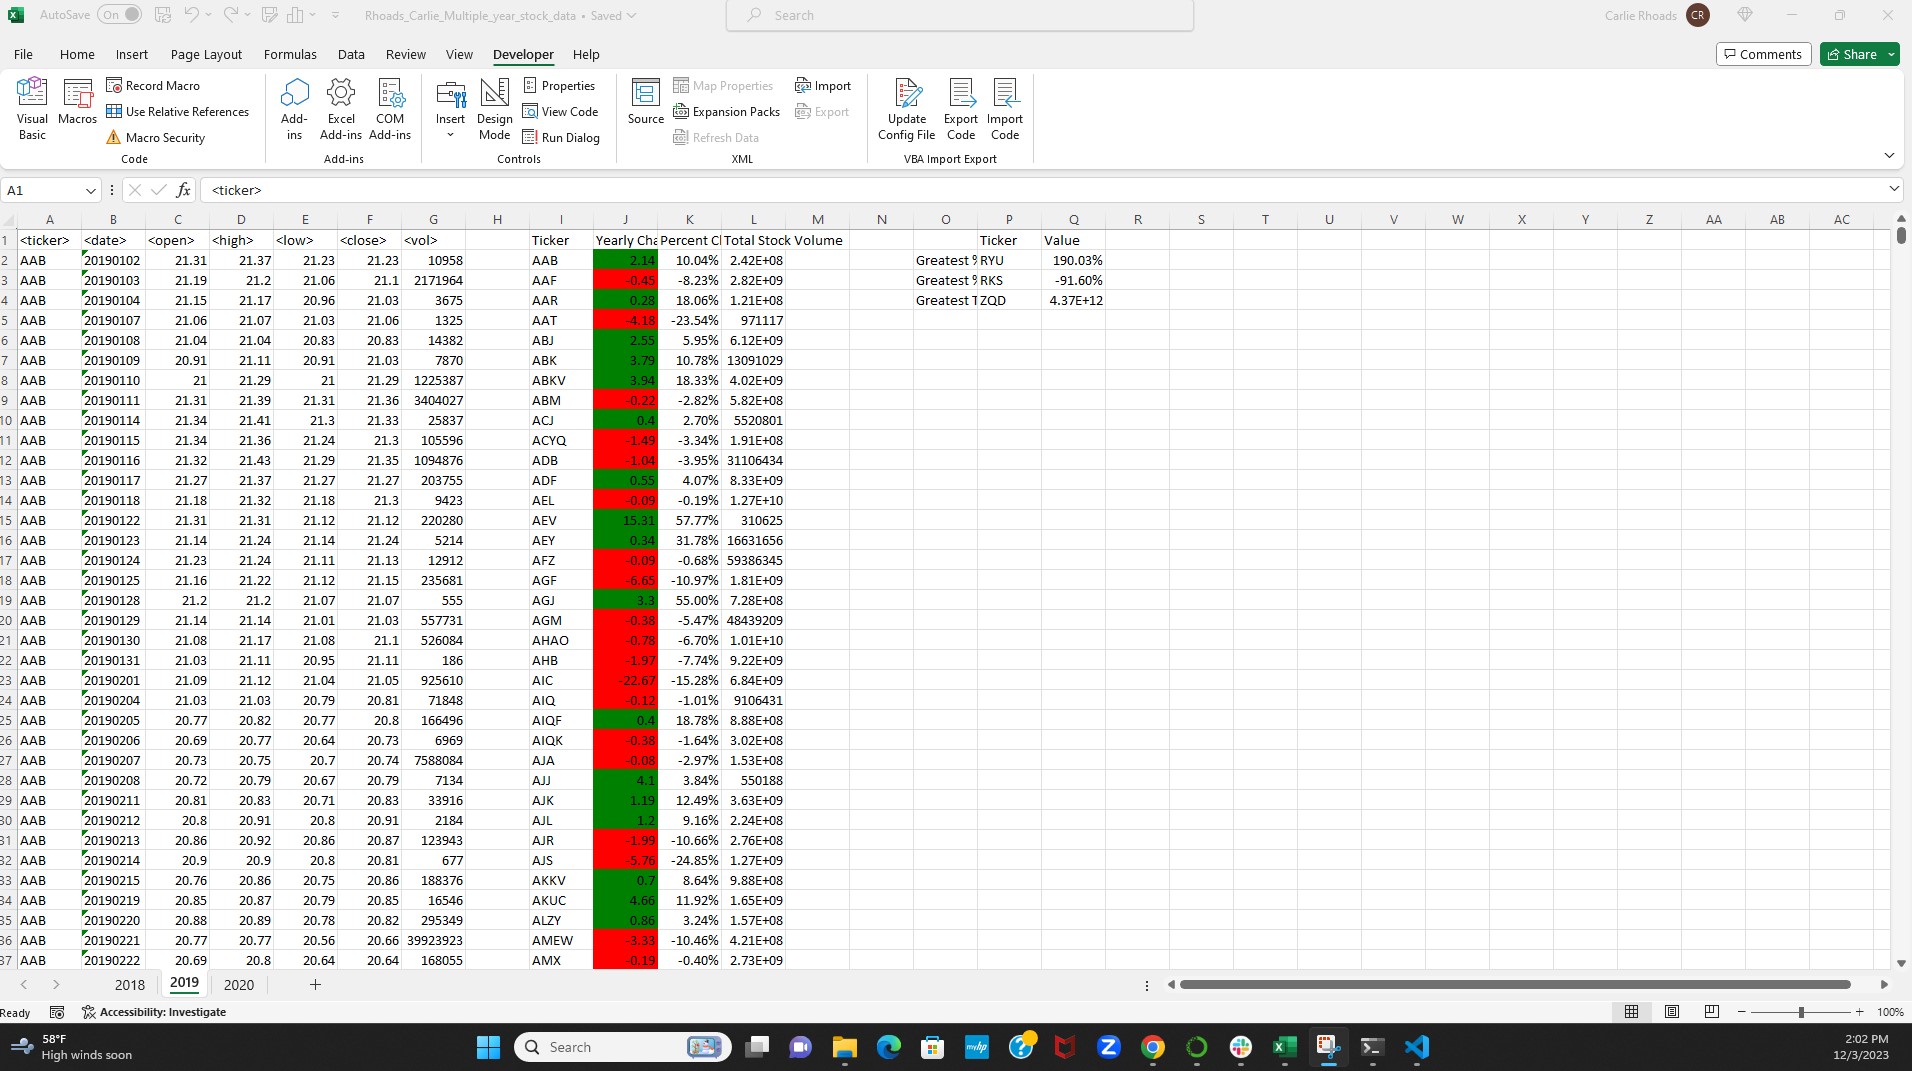 AutoSave On Rhoads_Carlie_Multiple_year_stock_data • Saved Search Carlie Rhoads CR
File Home Insert Page Layout Formulas Data Review View Developer Help Comments Share
Visual Basic Macros Record Macro Use Relative References Macro Security Code
Add-ins Excel Add-ins COM Add-ins Add-ins
Insert Design Mode Properties View Code Run Dialog Controls
Source Map Properties Expansion Packs Refresh Data Import Export XML
Update Config File Export Code Import Code VBA Import Export
A1 fx <ticker>
A B C D E F G H I J K L M N O P Q R S T U V W X Y Z AA AB AC
1 <ticker> <date> <open> <high> <low> <close> <vol> Ticker Yearly Cha Percent Cl Total Stock Volume Ticker Value
2 AAB 20190102 21.31 21.37 21.23 21.23 10958 AAB 2.14 10.04% 2.42E+08 Greatest % RYU 190.03%
3 AAB 20190103 21.19 21.2 21.06 21.1 2171964 AAF -0.45 -8.23% 2.82E+09 Greatest % RKS -91.60%
4 AAB 20190104 21.15 21.17 20.96 21.03 3675 AAR 0.28 18.06% 1.21E+08 Greatest T ZQD 4.37E+12
5 AAB 20190107 21.06 21.07 21.03 21.06 1325 AAT -4.18 -23.54% 971117
6 AAB 20190108 21.04 21.04 20.83 20.83 14382 ABJ 2.55 5.95% 6.12E+09
7 AAB 20190109 20.91 21.11 20.91 21.03 7870 ABK 3.79 10.78% 13091029
8 AAB 20190110 21 21.29 21 21.29 1225387 ABKV 3.94 18.33% 4.02E+09
9 AAB 20190111 21.31 21.39 21.31 21.36 3404027 ABM -0.22 -2.82% 5.82E+08
10 AAB 20190114 21.34 21.41 21.3 21.33 25837 ACJ 0.4 2.70% 5520801
11 AAB 20190115 21.34 21.36 21.24 21.3 105596 ACYQ -1.49 -3.34% 1.91E+08
12 AAB 20190116 21.32 21.43 21.29 21.35 1094876 ADB -1.04 -3.95% 31106434
13 AAB 20190117 21.27 21.37 21.27 21.27 203755 ADF 0.55 4.07% 8.33E+09
14 AAB 20190118 21.18 21.32 21.18 21.3 9423 AEL -0.09 -0.19% 1.27E+10
15 AAB 20190122 21.31 21.31 21.12 21.12 220280 AEV 15.31 57.77% 310625
16 AAB 20190123 21.14 21.24 21.14 21.24 5214 AEY 0.34 31.78% 16631656
17 AAB 20190124 21.23 21.24 21.11 21.13 12912 AFZ -0.09 -0.68% 59386345
18 AAB 20190125 21.16 21.22 21.12 21.15 235681 AGF -6.65 -10.97% 1.81E+09
19 AAB 20190128 21.2 21.2 21.07 21.07 555 AGJ 3.3 55.00% 7.28E+08
20 AAB 20190129 21.14 21.14 21.01 21.03 557731 AGM -0.38 -5.47% 48439209
21 AAB 20190130 21.08 21.17 21.08 21.1 526084 AHAO -0.78 -6.70% 1.01E+10
22 AAB 20190131 21.03 21.11 20.95 21.11 186 AHB -1.97 -7.74% 9.22E+09
23 AAB 20190201 21.09 21.12 21.04 21.05 925610 AIC -22.67 -15.28% 6.84E+09
24 AAB 20190204 21.03 21.03 20.79 20.81 71848 AIQ -0.12 -1.01% 9106431
25 AAB 20190205 20.77 20.82 20.77 20.8 166496 AIQF 0.4 18.78% 8.88E+08
26 AAB 20190206 20.69 20.77 20.64 20.73 6969 AIQK -0.38 -1.64% 3.02E+08
27 AAB 20190207 20.73 20.75 20.7 20.74 7588084 AJA -0.08 -2.97% 1.53E+08
28 AAB 20190208 20.72 20.79 20.67 20.79 7134 AJJ 4.1 3.84% 550188
29 AAB 20190211 20.81 20.83 20.71 20.83 33916 AJK 1.19 12.49% 3.63E+09
30 AAB 20190212 20.8 20.91 20.8 20.91 2184 AJL 1.2 9.16% 2.24E+08
31 AAB 20190213 20.86 20.92 20.86 20.87 123943 AJR -1.99 -10.66% 2.76E+08
32 AAB 20190214 20.9 20.9 20.8 20.81 677 AJS -5.76 -24.85% 1.27E+09
33 AAB 20190215 20.76 20.86 20.75 20.86 188376 AKKV 0.7 8.64% 9.88E+08
34 AAB 20190219 20.85 20.87 20.79 20.85 16546 AKUC 4.66 11.92% 1.65E+09
35 AAB 20190220 20.88 20.89 20.78 20.82 295349 ALZY 0.86 3.24% 1.57E+08
36 AAB 20190221 20.77 20.77 20.56 20.66 39923923 AMEW -3.33 -10.46% 4.21E+08
37 AAB 20190222 20.69 20.8 20.64 20.64 168055 AMX -0.19 -0.40% 2.73E+09
2018 2019 2020
Ready Accessibility: Investigate 100%
58°F Search myhp 2:02 PM
High winds soon 12/3/2023